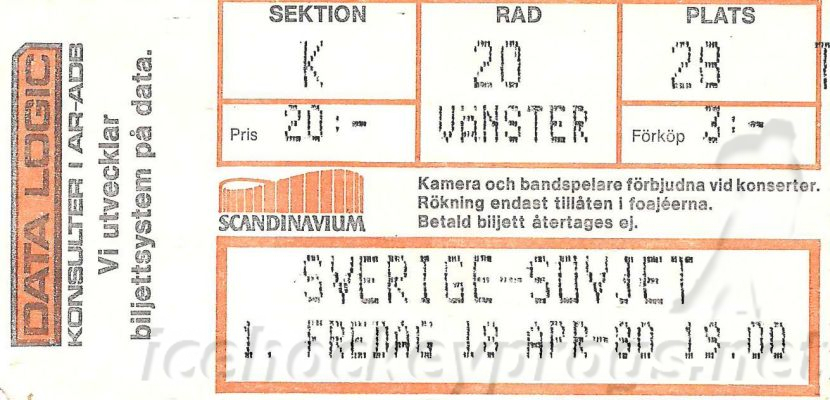 DATA LOGIC
KONSULTER I AR-ADB
Vi utvecklar
biljettsystem på data.
SEKTION RAD PLATS
K 20 28
Pris 20:- VÄNSTER Förköp 3:-
SCANDINAVIUM
Kamera och bandspelare förbjudna vid konserter.
Rökning endast tillåten i foajéerna.
Betald biljett återtages ej.
SVERIGE-SOVJET
1. FREDAG 18 APR-80 19.00
icehockeyprops.net